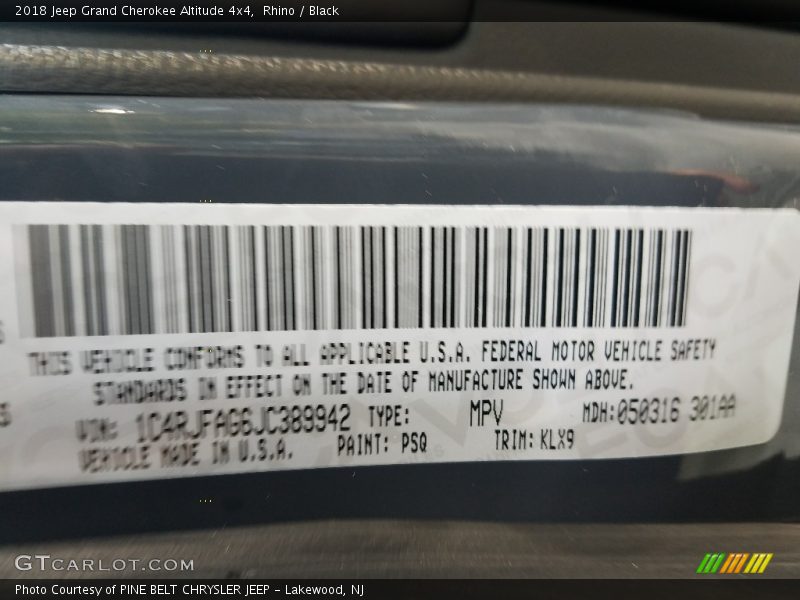 2018 Jeep Grand Cherokee Altitude 4x4, Rhino / Black
THIS VEHICLE CONFORMS TO ALL APPLICABLE U.S.A. FEDERAL MOTOR VEHICLE SAFETY
STANDARDS IN EFFECT ON THE DATE OF MANUFACTURE SHOWN ABOVE.
VIN: 1C4RJFAG6JC389942 TYPE: MPV MDH:050316 301AA
VEHICLE MADE IN U.S.A. PAINT: PSQ TRIM: KLX9
GTCARLOT.COM
Photo Courtesy of PINE BELT CHRYSLER JEEP - Lakewood, NJ